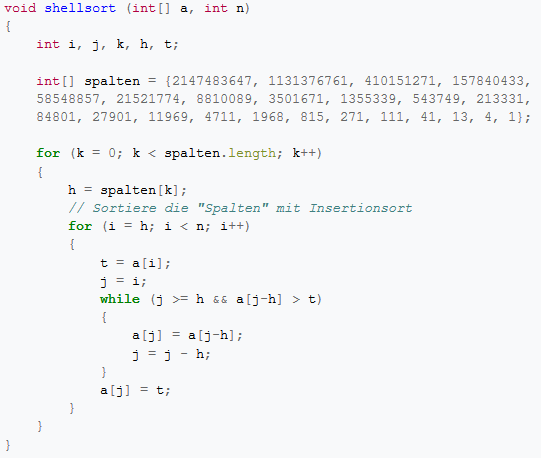 void shellsort (int[] a, int n)
{
    int i, j, k, h, t;

    int[] spalten = {2147483647, 1131376761, 410151271, 157840433,
    58548857, 21521774, 8810089, 3501671, 1355339, 543749, 213331,
    84801, 27901, 11969, 4711, 1968, 815, 271, 111, 41, 13, 4, 1};

    for (k = 0; k < spalten.length; k++)
    {
        h = spalten[k];
        // Sortiere die "Spalten" mit Insertionsort
        for (i = h; i < n; i++)
        {
            t = a[i];
            j = i;
            while (j >= h && a[j-h] > t)
            {
                a[j] = a[j-h];
                j = j - h;
            }
            a[j] = t;
        }
    }
}